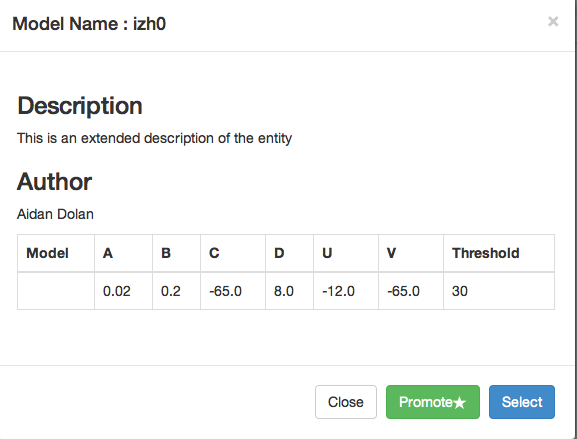 Model Name : izh0 ×
Description
This is an extended description of the entity
Author
Aidan Dolan
Model A B C D U V Threshold
0.02 0.2 -65.0 8.0 -12.0 -65.0 30
Close Promote★ Select